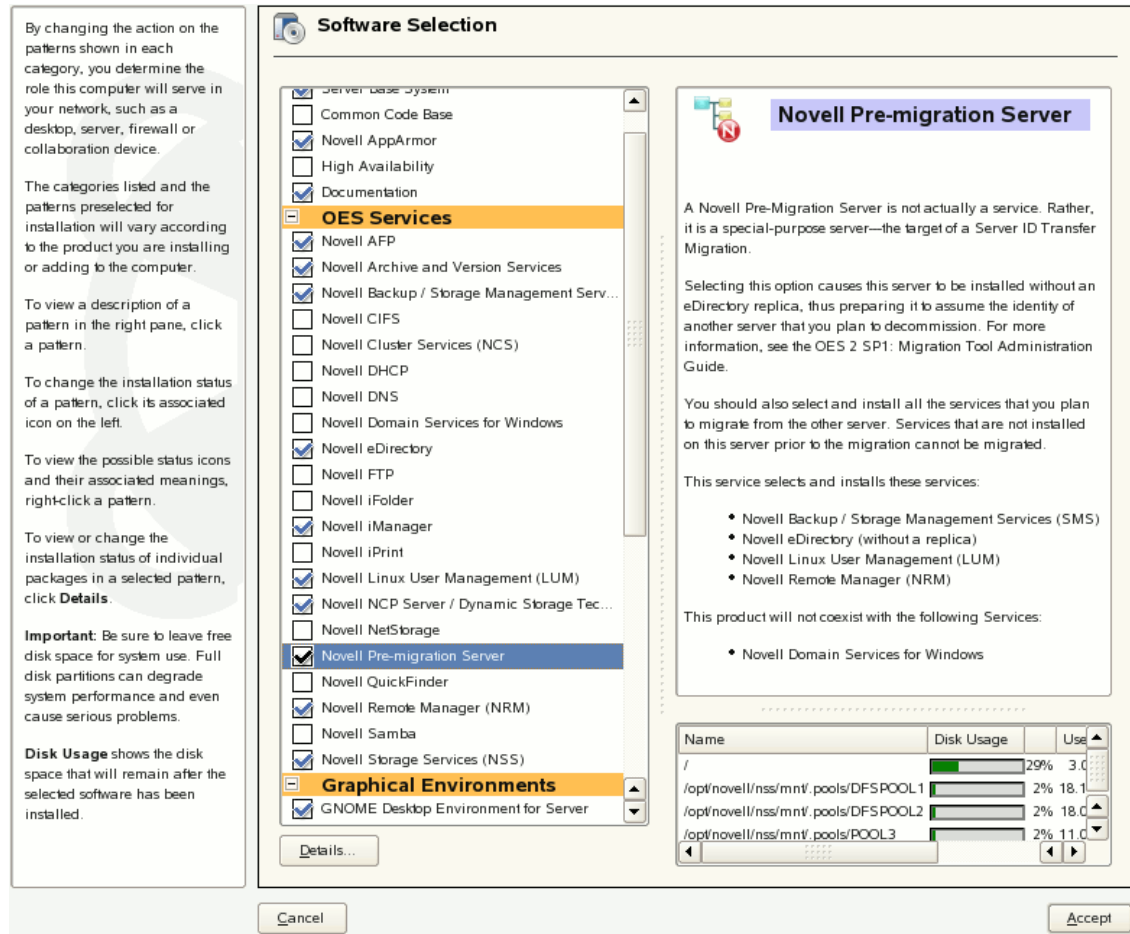 By changing the action on the
patterns shown in each
category, you determine the
role this computer will serve in
your network, such as a
desktop, server, firewall or
collaboration device.
The categories listed and the
patterns preselected for
installation will vary according
to the product you are installing
or adding to the computer.
To view a description of a
pattern in the right pane, click
a pattern.
To change the installation status
of a pattern, click its associated
icon on the left.
To view the possible status icons
and their associated meanings,
right-click a pattern.
To view or change the
installation status of individual
packages in a selected pattern,
click Details.
Important: Be sure to leave free
disk space for system use. Full
disk partitions can degrade
system performance and even
cause serious problems.
Disk Usage shows the disk
space that will remain after the
selected software has been
installed.
Software Selection
Server Base System
Common Code Base
Novell AppArmor
High Availability
Documentation
OES Services
Novell AFP
Novell Archive and Version Services
Novell Backup / Storage Management Serv...
Novell CIFS
Novell Cluster Services (NCS)
Novell DHCP
Novell DNS
Novell Domain Services for Windows
Novell eDirectory
Novell FTP
Novell iFolder
Novell iManager
Novell iPrint
Novell Linux User Management (LUM)
Novell NCP Server / Dynamic Storage Tec...
Novell NetStorage
Novell Pre-migration Server
Novell QuickFinder
Novell Remote Manager (NRM)
Novell Samba
Novell Storage Services (NSS)
Graphical Environments
GNOME Desktop Environment for Server
Details...
N
Novell Pre-migration Server
A Novell Pre-Migration Server is not actually a service. Rather,
it is a special-purpose server—the target of a Server ID Transfer
Migration.
Selecting this option causes this server to be installed without an
eDirectory replica, thus preparing it to assume the identity of
another server that you plan to decommission. For more
information, see the OES 2 SP1: Migration Tool Administration
Guide.
You should also select and install all the services that you plan
to migrate from the other server. Services that are not installed
on this server prior to the migration cannot be migrated.
This service selects and installs these services:
• Novell Backup / Storage Management Services (SMS)
• Novell eDirectory (without a replica)
• Novell Linux User Management (LUM)
• Novell Remote Manager (NRM)
This product will not coexist with the following Services:
• Novell Domain Services for Windows
Name Disk Usage Use
/ 29% 3.0
/opt/novell/nss/mnt/.pools/DFSPOOL1 2% 18.1
/opt/novell/nss/mnt/.pools/DFSPOOL2 2% 18.0
/opt/novell/nss/mnt/.pools/POOL3 2% 11.0
Cancel
Accept